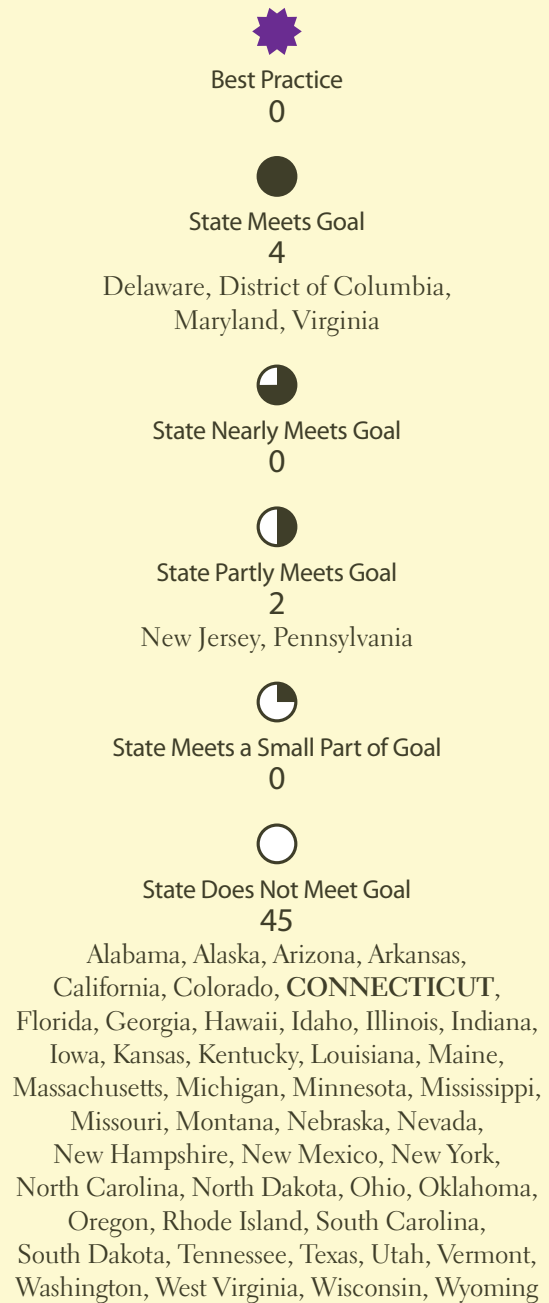 Best Practice
0
State Meets Goal
4
Delaware, District of Columbia,
Maryland, Virginia
State Nearly Meets Goal
0
State Partly Meets Goal
2
New Jersey, Pennsylvania
State Meets a Small Part of Goal
0
State Does Not Meet Goal
45
Alabama, Alaska, Arizona, Arkansas,
California, Colorado, CONNECTICUT,
Florida, Georgia, Hawaii, Idaho, Illinois, Indiana,
Iowa, Kansas, Kentucky, Louisiana, Maine,
Massachusetts, Michigan, Minnesota, Mississippi,
Missouri, Montana, Nebraska, Nevada,
New Hampshire, New Mexico, New York,
North Carolina, North Dakota, Ohio, Oklahoma,
Oregon, Rhode Island, South Carolina,
South Dakota, Tennessee, Texas, Utah, Vermont,
Washington, West Virginia, Wisconsin, Wyoming